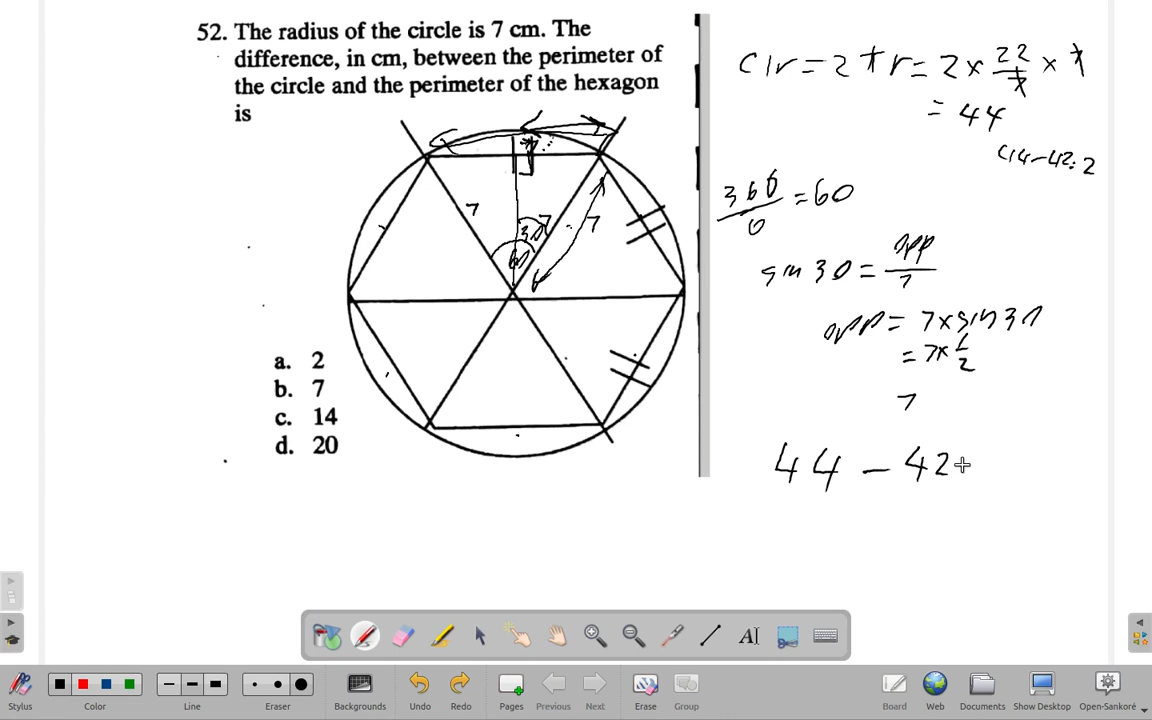 52. The radius of the circle is 7 cm. The
difference, in cm, between the perimeter of
the circle and the perimeter of the hexagon
is
7
7
30
60
a. 2
b. 7
c. 14
d. 20
Cir = 2πr = 2 × 22/7 × 7
= 44
44-42=2
360/6 = 60
sin 30 = opp/7
opp = 7 × sin 30
= 7 × 1/2
7
44 - 42
Stylus
Color
Line
Eraser
Backgrounds
Undo
Redo
Pages
Previous
Next
Erase
Group
Board
Web
Documents
Show Desktop
Open-Sankoré